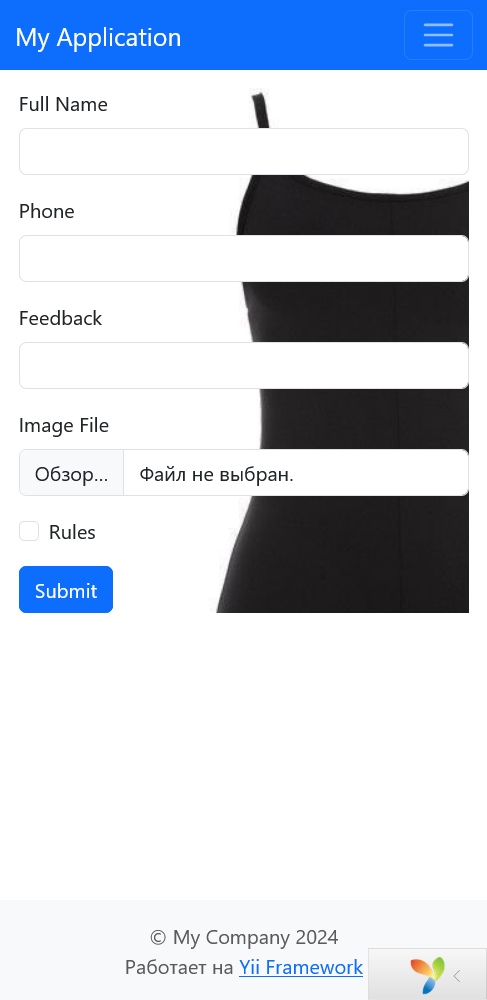 My Application
Full Name
Phone
Feedback
Image File
Обзор... Файл не выбран.
Rules
Submit
© My Company 2024
Работает на Yii Framework